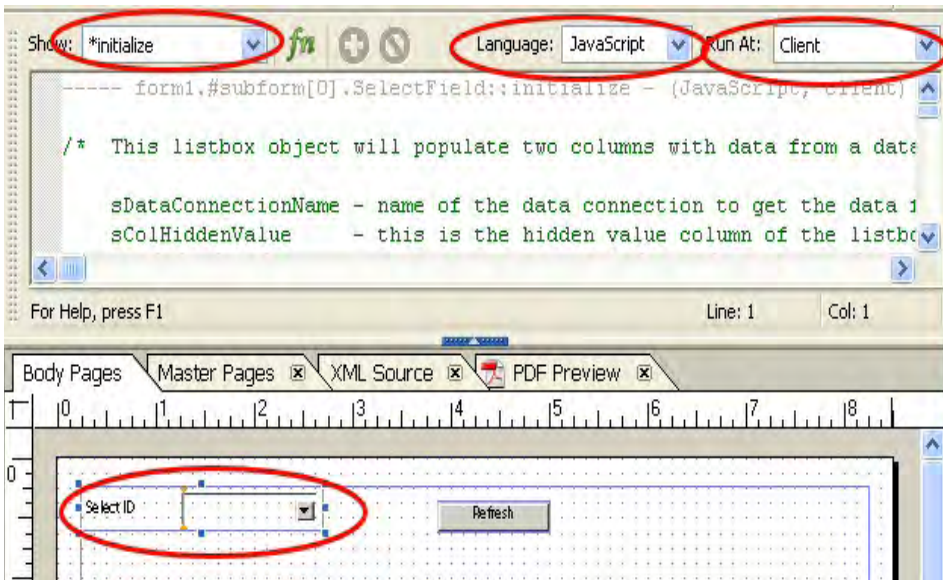 Show: *initialize fn Language: JavaScript Run At: Client
----- form1.#subform[0].SelectField::initialize - (JavaScript, client)
/* This listbox object will populate two columns with data from a data
sDataConnectionName - name of the data connection to get the data
sColHiddenValue - this is the hidden value column of the
For Help, press F1 Line: 1 Col: 1
Body Pages Master Pages XML Source PDF Preview
0 1 2 3 4 5 6 7 8
0
Select ID Refresh